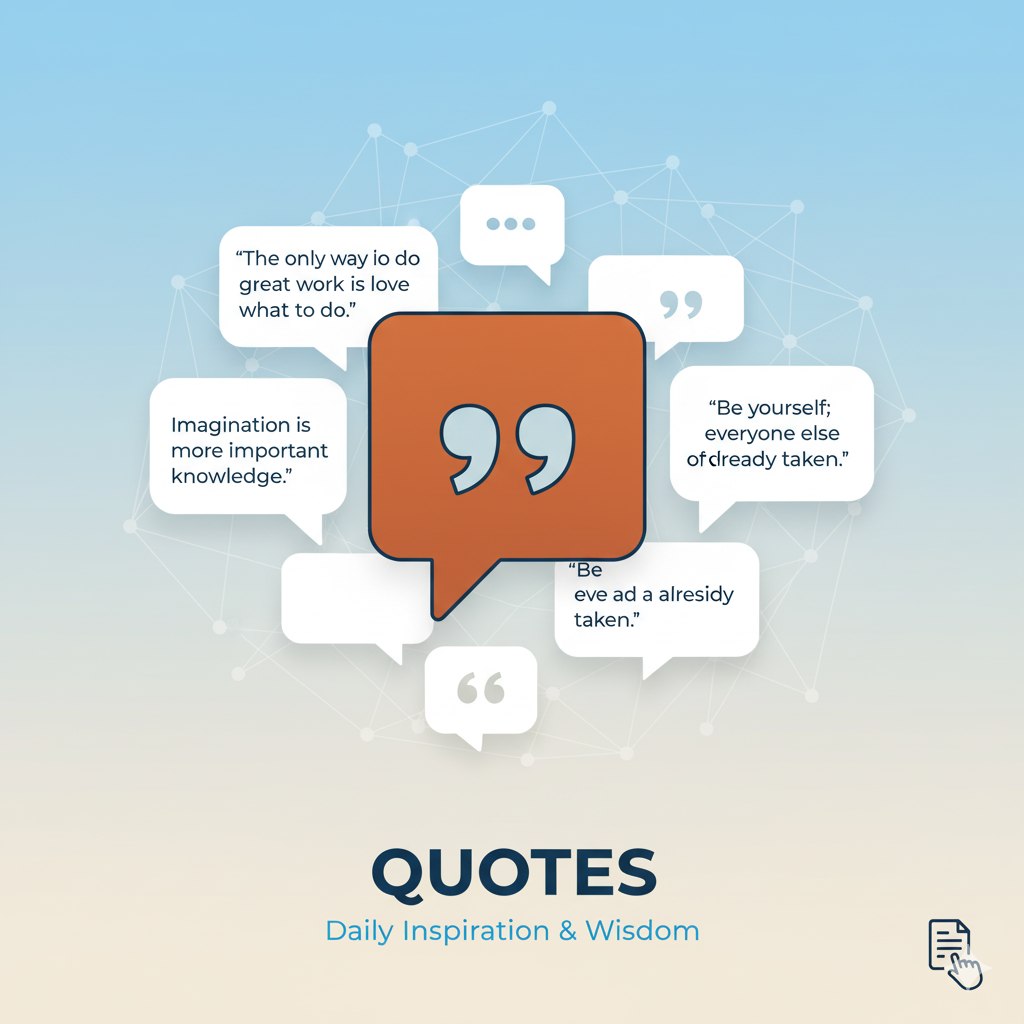 “The only way io do
great work is love
what to do.”
Imagination is
more important
knowledge.”
“Be yourself;
everyone else
of dready taken.”
“Be
eve ad a alresidy
taken.”
QUOTES
Daily Inspiration & Wisdom